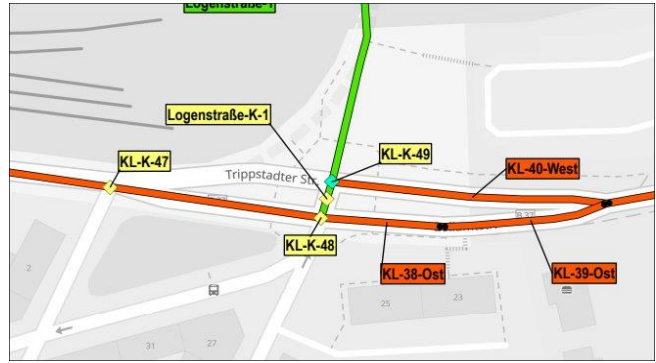 Logenstraße-1
Logenstraße-K-1
KL-K-47
KL-K-49
Trippstadter Str.
KL-40-West
B 37
KL-K-48
KL-38-Ost
KL-39-Ost
2
25
23
31
27